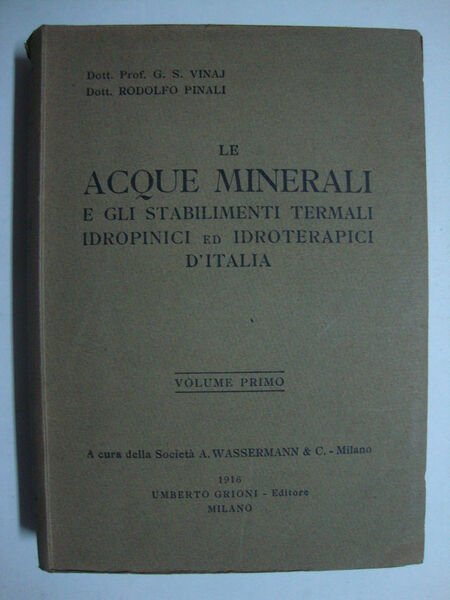 Dott. Prof. G. S. VINAJ
Dott. RODOLFO PINALI
LE
ACQUE MINERALI
E GLI STABILIMENTI TERMALI
IDROPINICI ED IDROTERAPICI
D'ITALIA
VOLUME PRIMO
A cura della Società A. WASSERMANN & C. - Milano
1916
UMBERTO GRIONI - Editore
MILANO